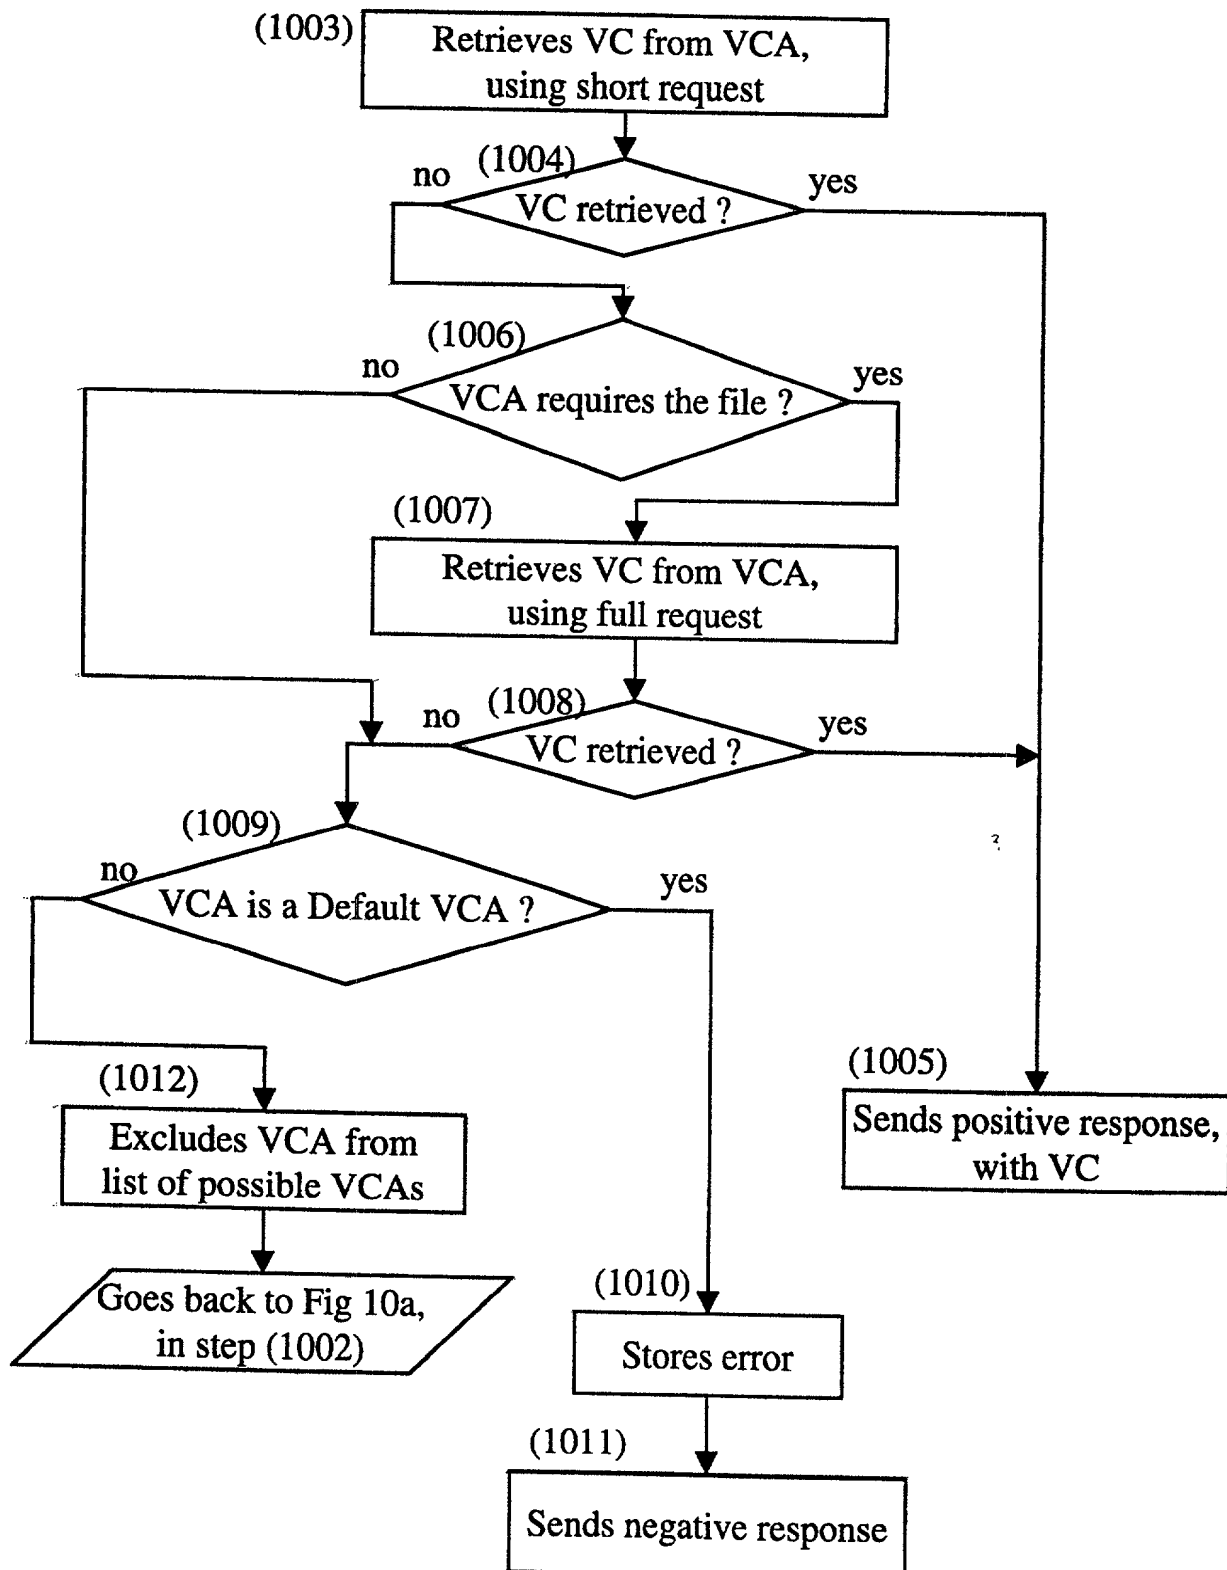 (1003)
Retrieves VC from VCA,
using short request
(1004)
no
yes
VC retrieved ?
(1006)
no
yes
VCA requires the file ?
(1007)
Retrieves VC from VCA,
using full request
(1008)
no
yes
VC retrieved ?
(1009)
no
yes
VCA is a Default VCA ?
(1012)
Excludes VCA from
list of possible VCAs
(1005)
Sends positive response,
with VC
Goes back to Fig 10a,
in step (1002)
(1010)
Stores error
(1011)
Sends negative response